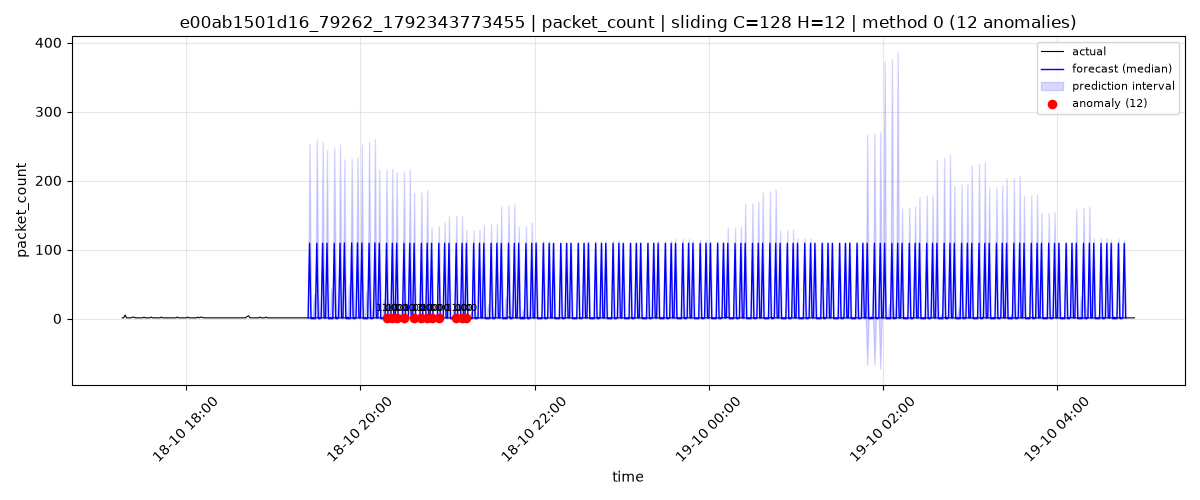 e00ab1501d16_79262_1792343773455 | packet_count | sliding C=128 H=12 | method 0 (12 anomalies)
actual
forecast (median)
prediction interval
anomaly (12)
packet_count
400
300
200
100
0
18-10 18:00
18-10 20:00
18-10 22:00
19-10 00:00
19-10 02:00
19-10 04:00
time